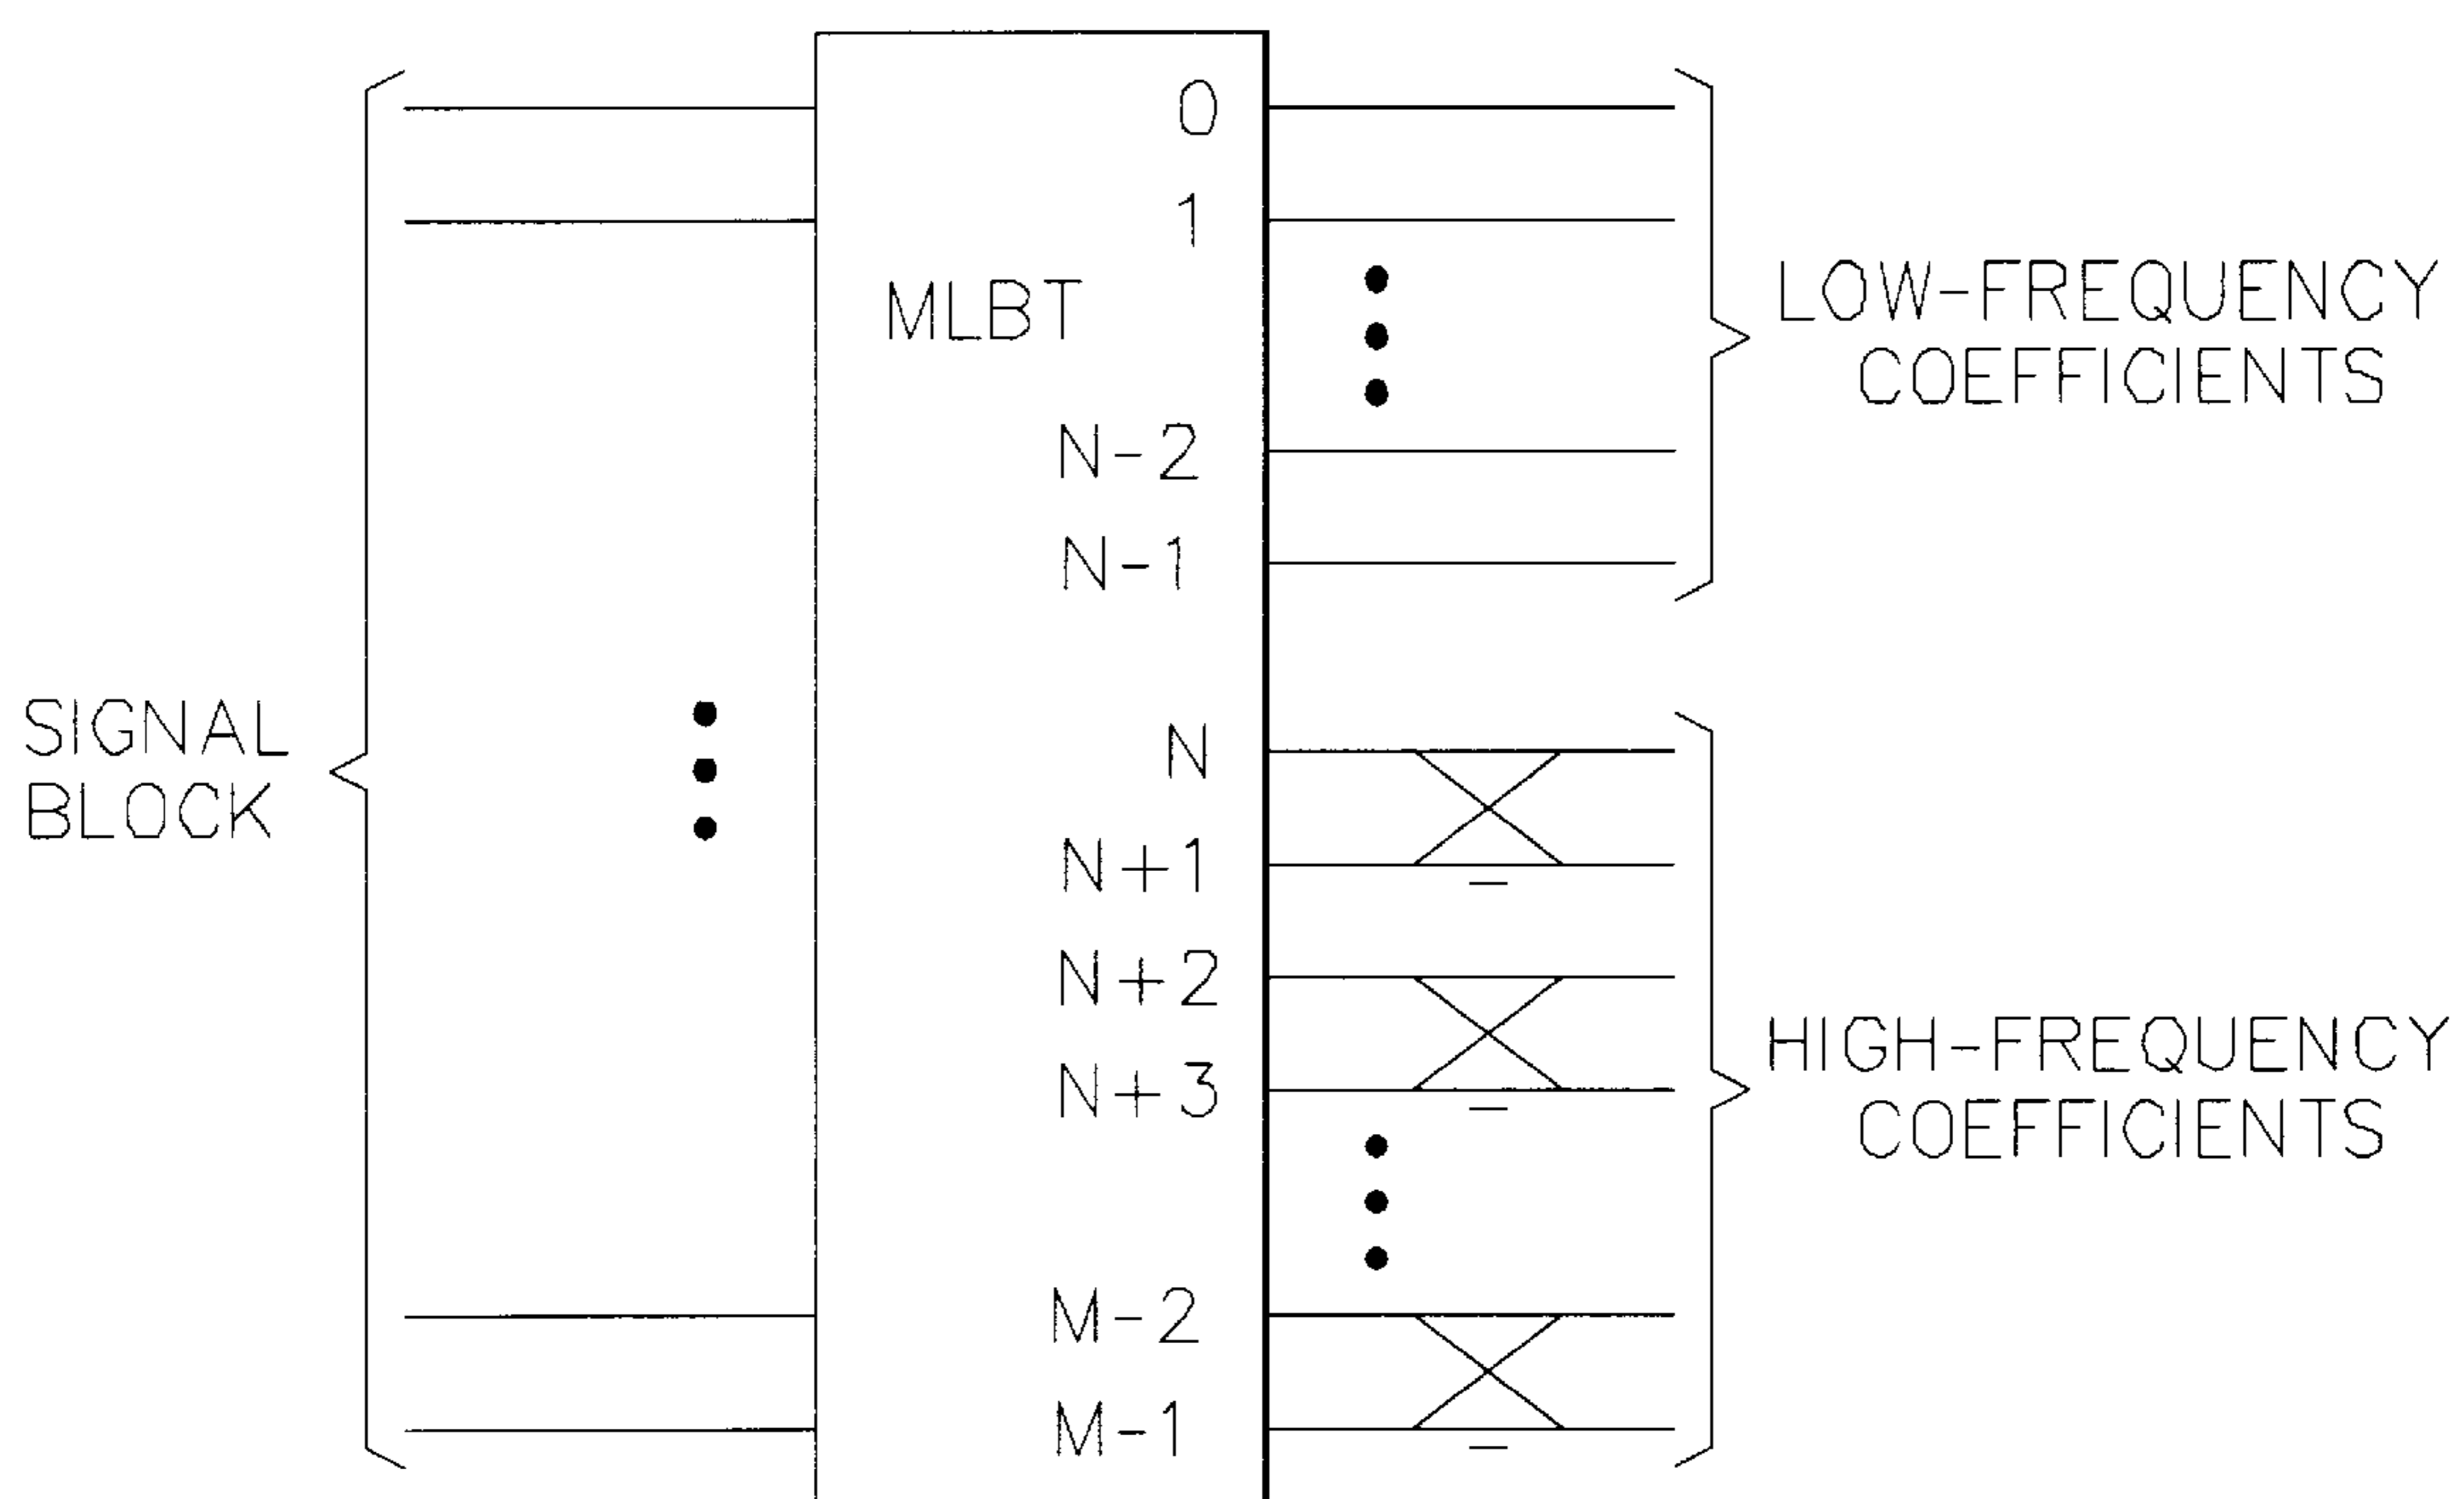 SIGNAL
BLOCK
MLBT
0
1
N-2
N-1
N
N+1
N+2
N+3
M-2
M-1
LOW-FREQUENCY
COEFFICIENTS
HIGH-FREQUENCY
COEFFICIENTS